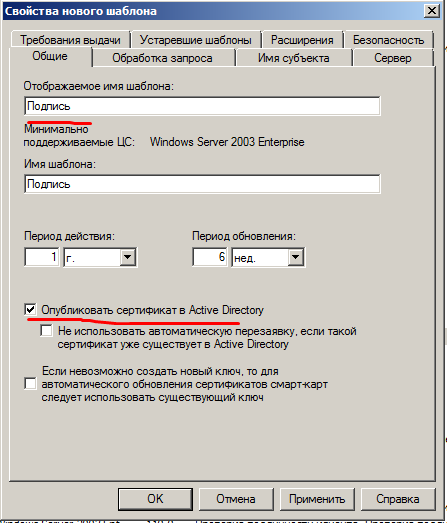 Свойства нового шаблона
Требования выдачи Устаревшие шаблоны Расширения Безопасность
Общие Обработка запроса Имя субъекта Сервер
Отображаемое имя шаблона:
Подпись
Минимально
поддерживаемые ЦС: Windows Server 2003 Enterprise
Имя шаблона:
Подпись
Период действия: Период обновления:
1 г. 6 нед.
Опубликовать сертификат в Active Directory
Не использовать автоматическую перезаявку, если такой
сертификат уже существует в Active Directory
Если невозможно создать новый ключ, то для
автоматического обновления сертификатов смарт-карт
следует использовать существующий ключ
OK Отмена Применить Справка